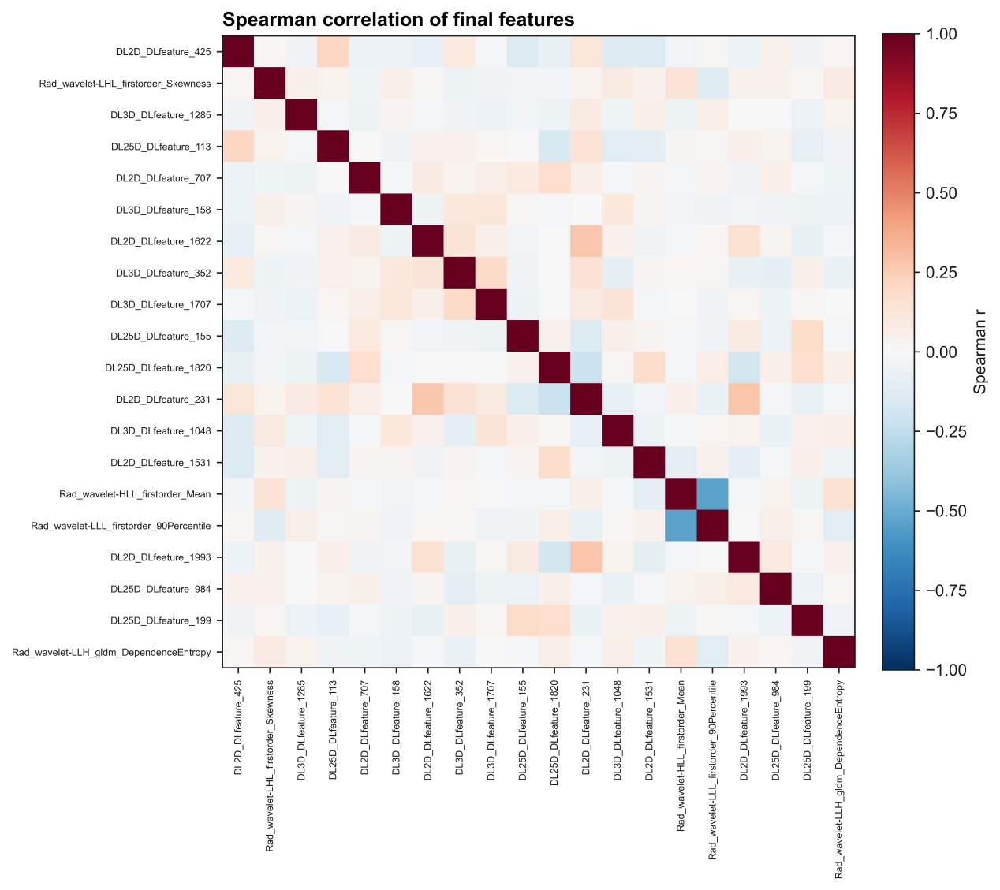 Spearman correlation of final features
DL2D_DLfeature_425
Rad_wavelet-LHL_firstorder_Skewness
DL3D_DLfeature_1285
DL25D_DLfeature_113
DL2D_DLfeature_707
DL3D_DLfeature_158
DL2D_DLfeature_1622
DL3D_DLfeature_352
DL3D_DLfeature_1707
DL25D_DLfeature_155
DL25D_DLfeature_1820
DL2D_DLfeature_231
DL3D_DLfeature_1048
DL2D_DLfeature_1531
Rad_wavelet-HLL_firstorder_Mean
Rad_wavelet-LLL_firstorder_90Percentile
DL2D_DLfeature_1993
DL25D_DLfeature_984
DL25D_DLfeature_199
Rad_wavelet-LLH_gldm_DependenceEntropy
DL2D_DLfeature_425
Rad_wavelet-LHL_firstorder_Skewness
DL3D_DLfeature_1285
DL25D_DLfeature_113
DL2D_DLfeature_707
DL3D_DLfeature_158
DL2D_DLfeature_1622
DL3D_DLfeature_352
DL3D_DLfeature_1707
DL25D_DLfeature_155
DL25D_DLfeature_1820
DL2D_DLfeature_231
DL3D_DLfeature_1048
DL2D_DLfeature_1531
Rad_wavelet-HLL_firstorder_Mean
Rad_wavelet-LLL_firstorder_90Percentile
DL2D_DLfeature_1993
DL25D_DLfeature_984
DL25D_DLfeature_199
Rad_wavelet-LLH_gldm_DependenceEntropy
1.00
0.75
0.50
0.25
0.00
−0.25
−0.50
−0.75
−1.00
Spearman r